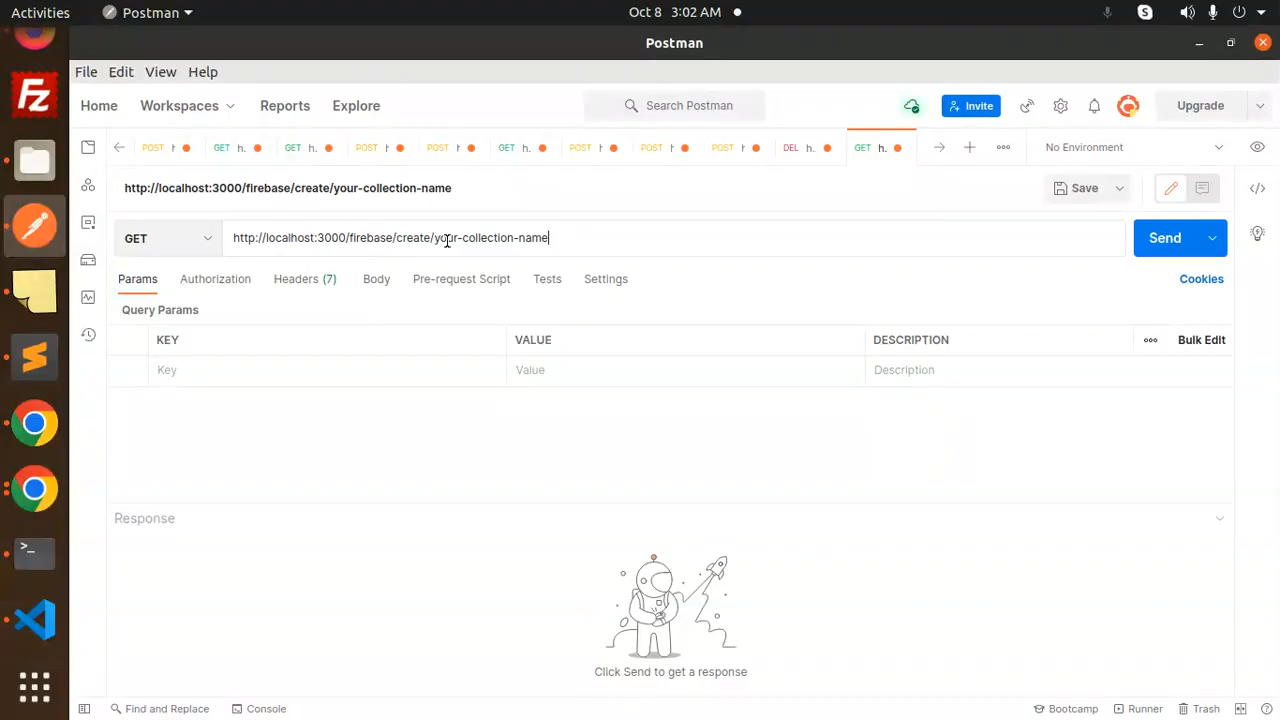 Activities Postman Oct 8 3:02 AM
Postman
File Edit View Help
Home Workspaces Reports Explore Search Postman Invite Upgrade
POST h GET h. GET h. POST h POST h GET h. POST h POST h POST h DEL h. GET h. No Environment
http://localhost:3000/firebase/create/your-collection-name Save
GET http://localhost:3000/firebase/create/your-collection-name Send
Params Authorization Headers (7) Body Pre-request Script Tests Settings Cookies
Query Params
KEY VALUE DESCRIPTION Bulk Edit
Key Value Description
Response
Click Send to get a response
Find and Replace Console Bootcamp Runner Trash